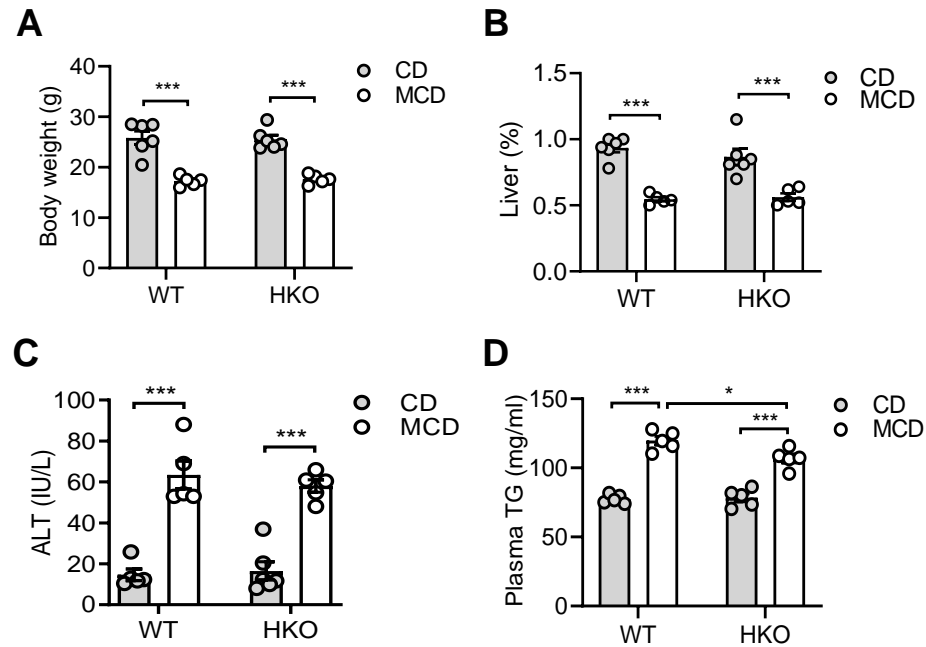 A
Body weight (g)
40
30
20
10
0
***
***
CD
MCD
WT
HKO
B
Liver (%)
1.5
1.0
0.5
0.0
***
***
CD
MCD
WT
HKO
C
ALT (IU/L)
100
80
60
40
20
0
***
***
CD
MCD
WT
HKO
D
Plasma TG (mg/ml)
150
100
50
0
***
*
***
CD
MCD
WT
HKO